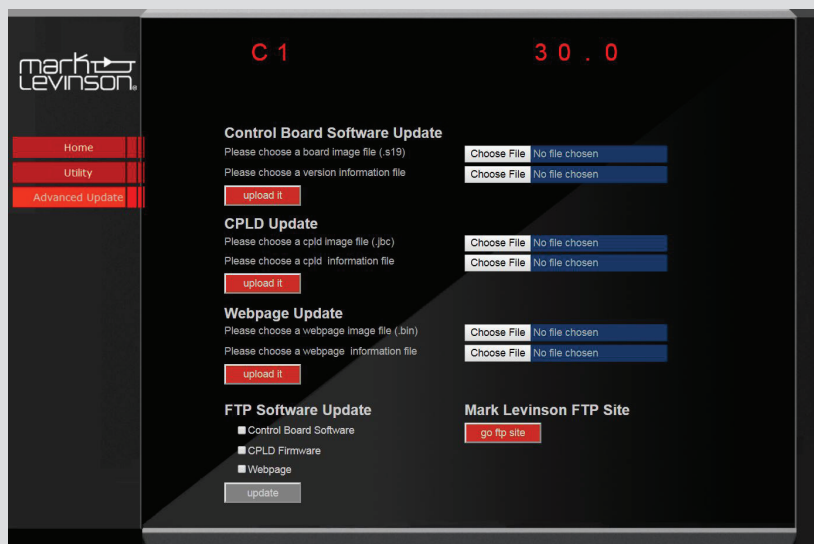 C1 30.0
mark
Levinson®
Home
Utility
Advanced Update
Control Board Software Update
Please choose a board image file (.s19) Choose File No file chosen
Please choose a version information file Choose File No file chosen
upload it
CPLD Update
Please choose a cpld image file (.jbc) Choose File No file chosen
Please choose a cpld information file Choose File No file chosen
upload it
Webpage Update
Please choose a webpage image file (.bin) Choose File No file chosen
Please choose a webpage information file Choose File No file chosen
upload it
FTP Software Update
Control Board Software
CPLD Firmware
Webpage
update
Mark Levinson FTP Site
go ftp site